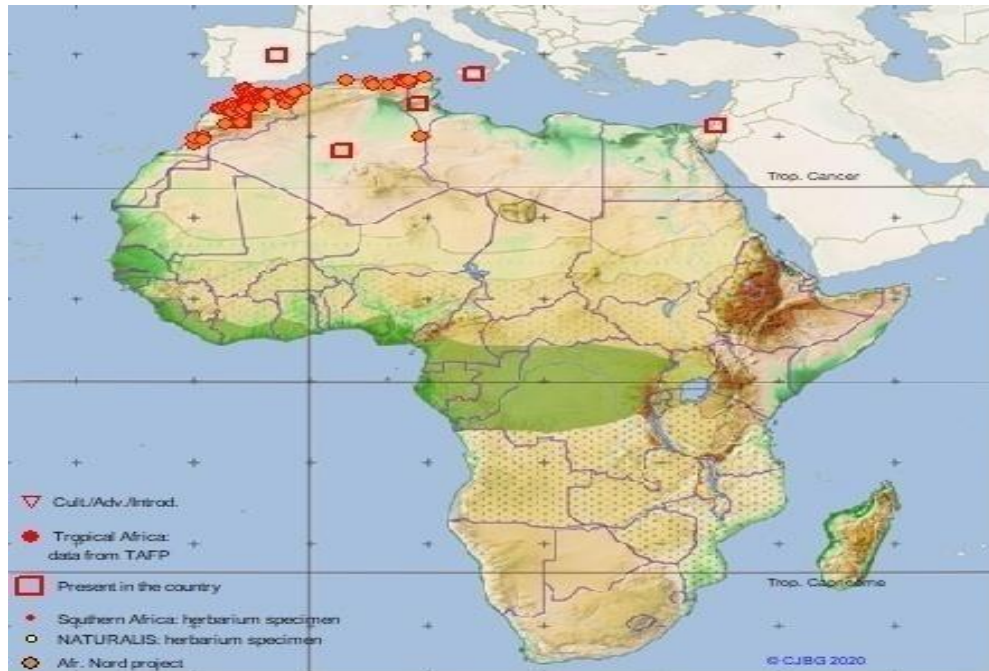 Trop. Cancer
Cult./Adv./Introd.
Tropical Africa:
data from TAFP
Present in the country
Trop. Capricorne
Southern Africa: herbarium specimen
NATURALIS: herbarium specimen
Afr. Nord project
© CJBG 2020